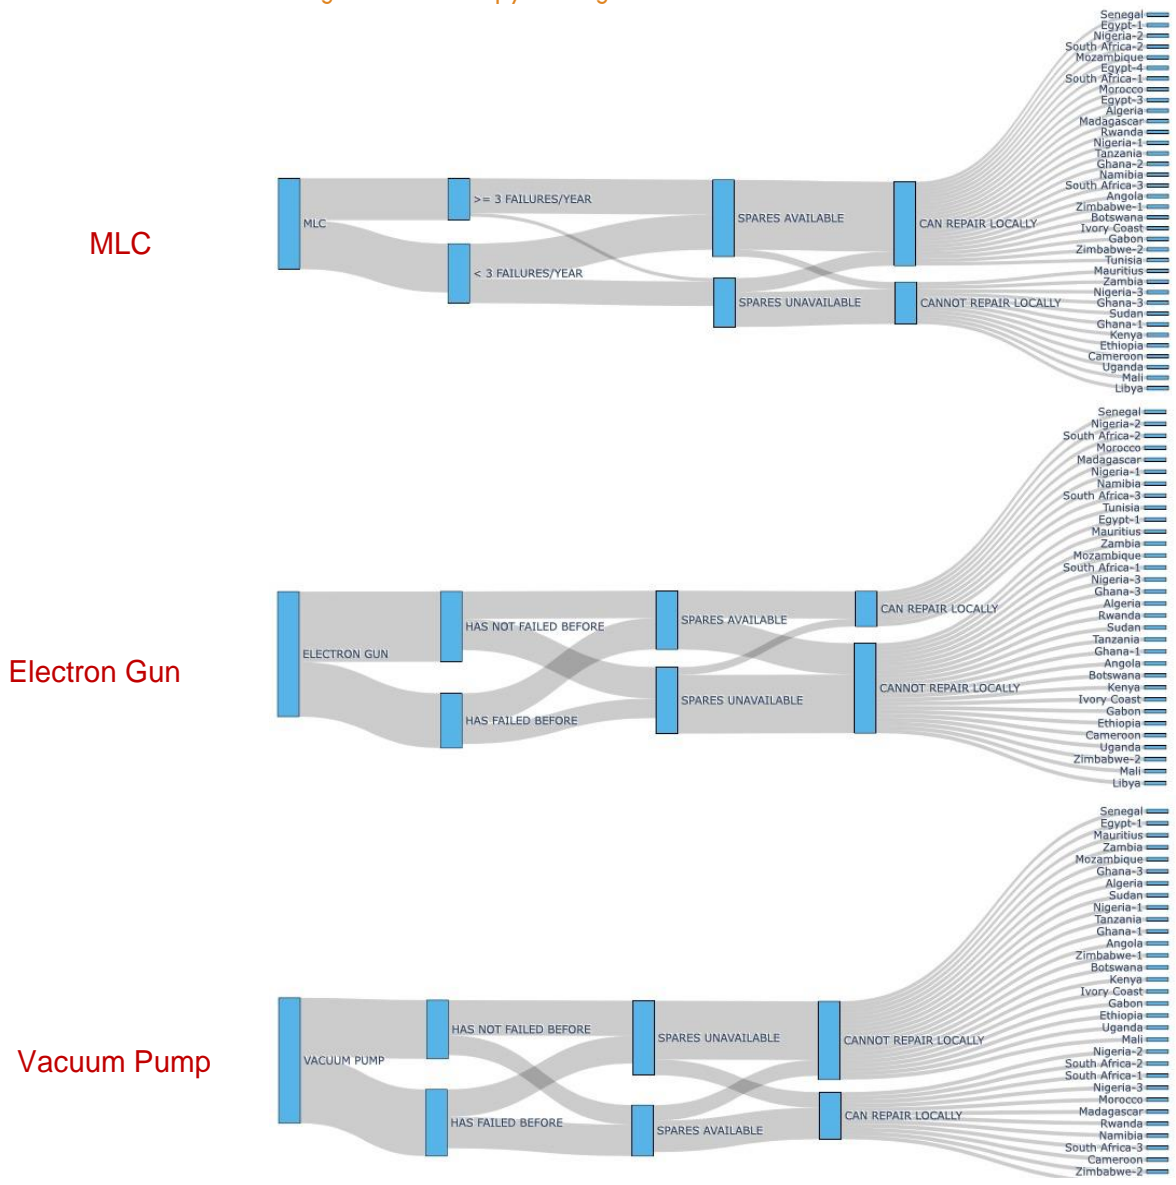 MLC
MLC
>= 3 FAILURES/YEAR
< 3 FAILURES/YEAR
SPARES AVAILABLE
SPARES UNAVAILABLE
CAN REPAIR LOCALLY
CANNOT REPAIR LOCALLY
Senegal
Egypt-1
Nigeria-2
South Africa-2
Mozambique
Egypt-4
South Africa-1
Morocco
Egypt-3
Algeria
Madagascar
Rwanda
Nigeria-1
Tanzania
Ghana-2
Namibia
South Africa-3
Angola
Zimbabwe-1
Botswana
Ivory Coast
Gabon
Zimbabwe-2
Tunisia
Mauritius
Zambia
Nigeria-3
Ghana-3
Sudan
Ghana-1
Kenya
Ethiopia
Cameroon
Uganda
Mali
Libya
Electron Gun
ELECTRON GUN
HAS NOT FAILED BEFORE
HAS FAILED BEFORE
SPARES AVAILABLE
SPARES UNAVAILABLE
CAN REPAIR LOCALLY
CANNOT REPAIR LOCALLY
Senegal
Nigeria-2
South Africa-2
Morocco
Madagascar
Nigeria-1
Namibia
South Africa-3
Tunisia
Egypt-1
Mauritius
Zambia
Mozambique
South Africa-1
Nigeria-3
Ghana-3
Algeria
Rwanda
Sudan
Tanzania
Ghana-1
Angola
Botswana
Kenya
Ivory Coast
Gabon
Ethiopia
Cameroon
Uganda
Zimbabwe-2
Mali
Libya
Vacuum Pump
VACUUM PUMP
HAS NOT FAILED BEFORE
HAS FAILED BEFORE
SPARES UNAVAILABLE
SPARES AVAILABLE
CANNOT REPAIR LOCALLY
CAN REPAIR LOCALLY
Senegal
Egypt-1
Mauritius
Zambia
Mozambique
Ghana-3
Algeria
Sudan
Nigeria-1
Tanzania
Ghana-1
Angola
Zimbabwe-1
Botswana
Kenya
Ivory Coast
Gabon
Ethiopia
Uganda
Mali
Nigeria-2
South Africa-2
South Africa-1
Nigeria-3
Morocco
Madagascar
Rwanda
Namibia
South Africa-3
Cameroon
Zimbabwe-2